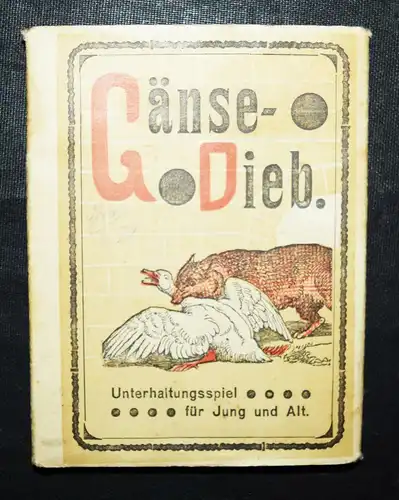 Gänse-
Dieb.
Unterhaltungsspiel
für Jung und Alt.